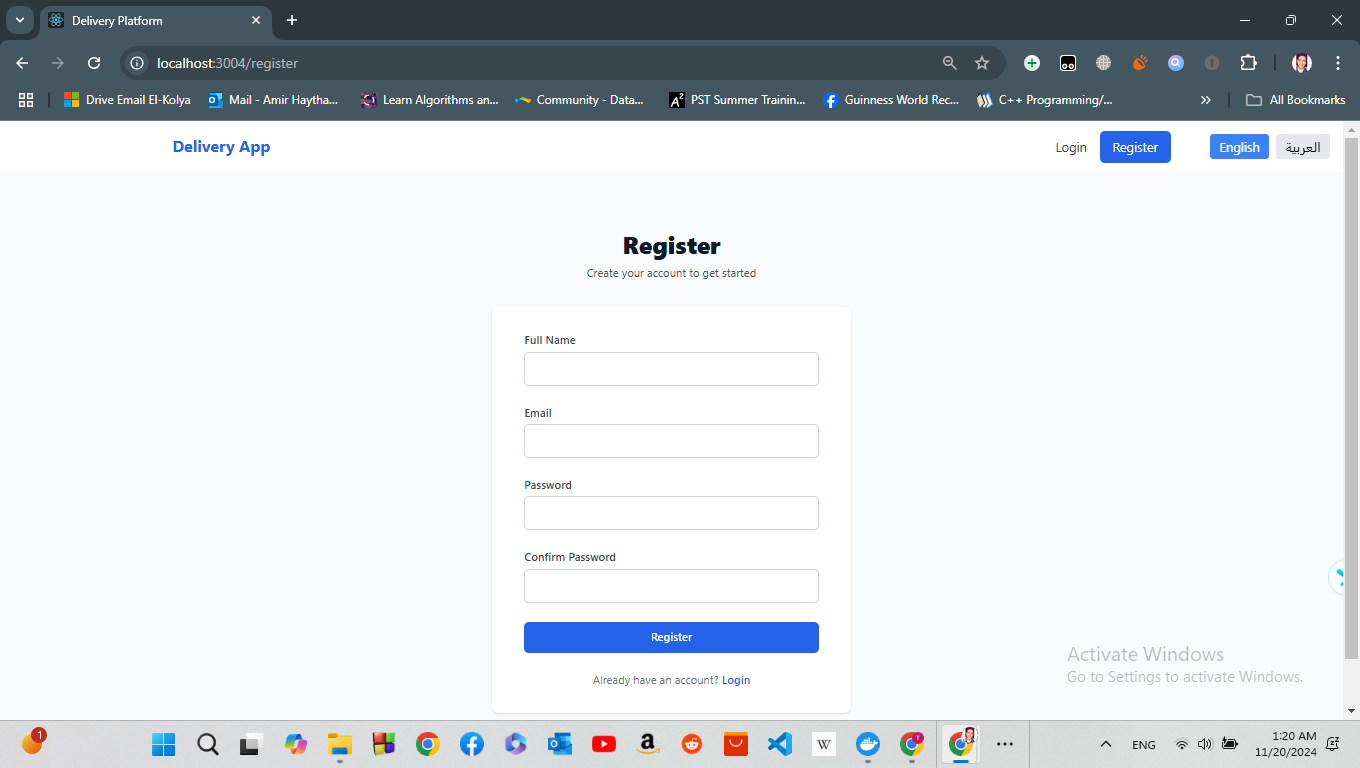 Delivery Platform
localhost:3004/register
Drive Email El-Kolya
Mail - Amir Haytha...
Learn Algorithms an...
Community - Data...
A²
PST Summer Trainin...
Guinness World Rec...
C++ Programming/...
All Bookmarks
Delivery App
Login
Register
English
العربية
Register
Create your account to get started
Full Name
Email
Password
Confirm Password
Register
Already have an account? Login
Activate Windows
Go to Settings to activate Windows.
1
a
W
1
ENG
1:20 AM
11/20/2024